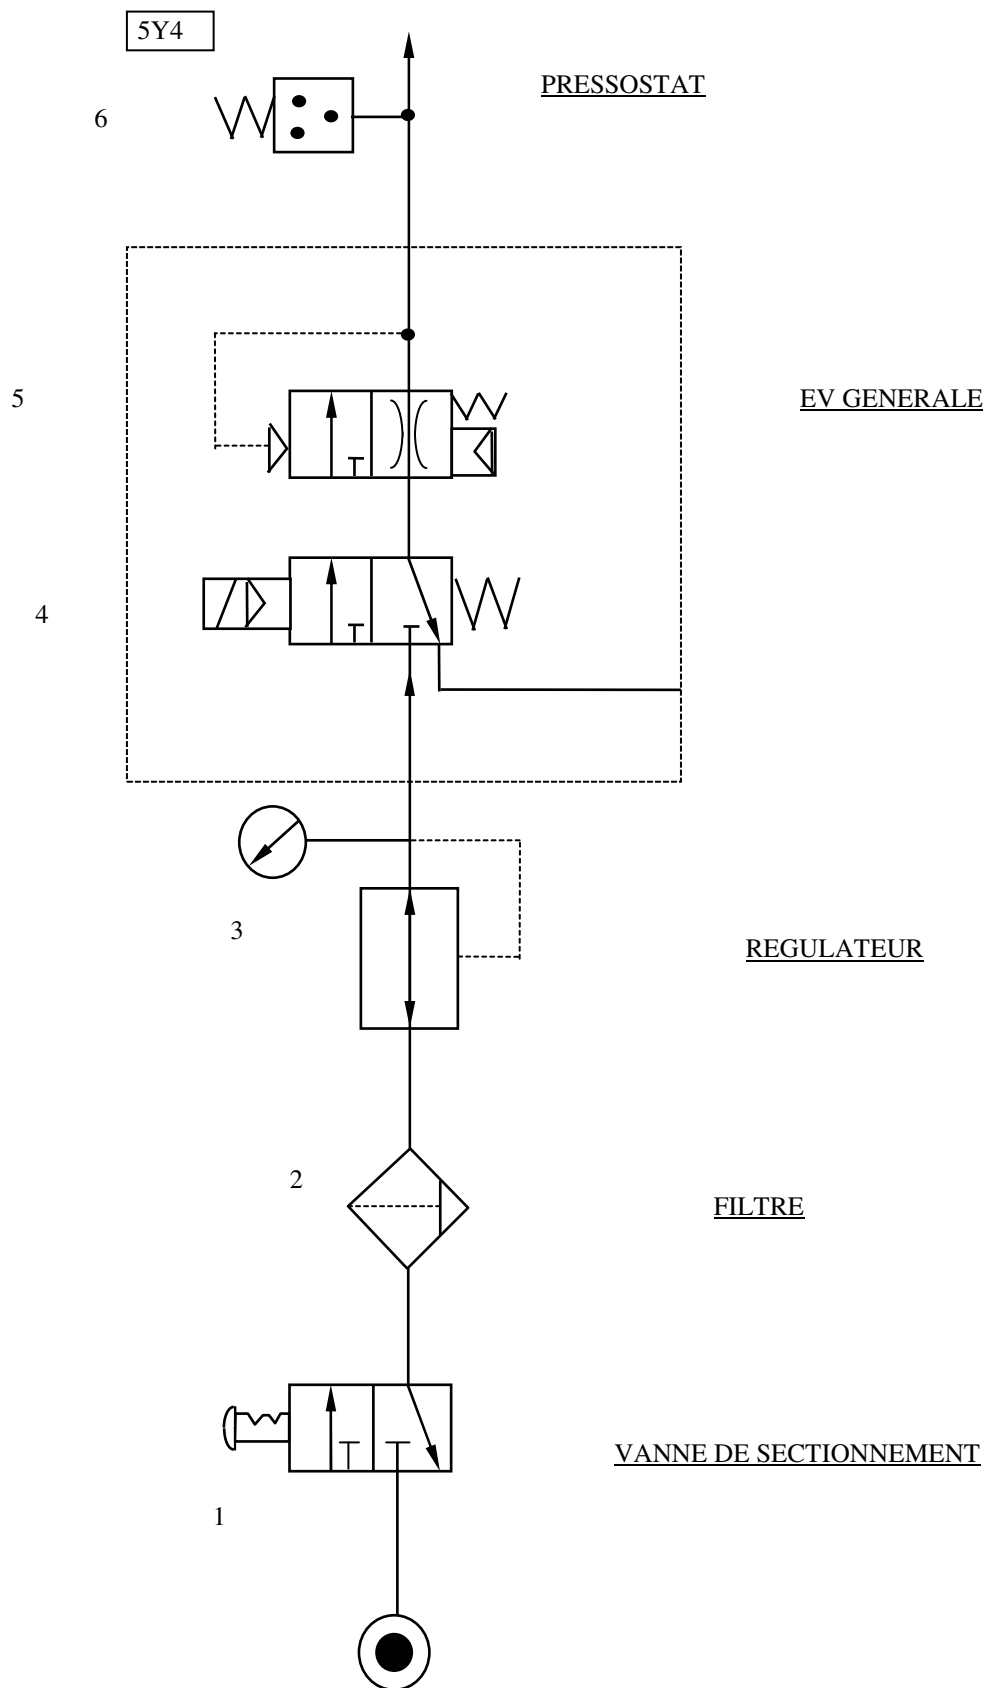 5Y4
PRESSOSTAT
6
5
EV GENERALE
4
3
REGULATEUR
2
FILTRE
VANNE DE SECTIONNEMENT
1